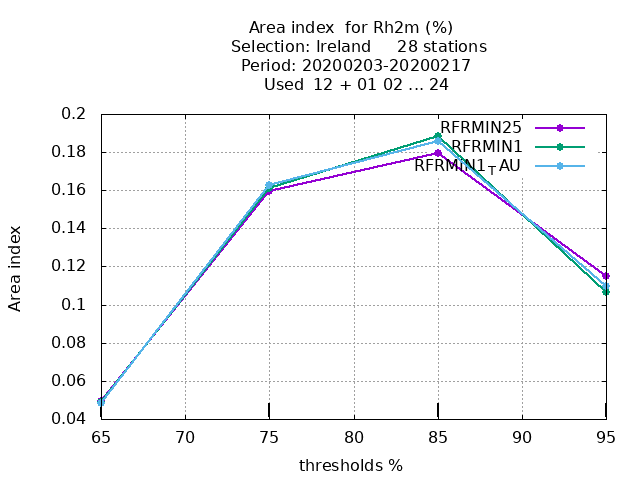 Area index  for Rh2m (%)
Selection: Ireland     28 stations
Period: 20200203-20200217
Used  12 + 01 02 ... 24
0.2
0.18
0.16
0.14
0.12
0.1
0.08
0.06
0.04
Area index
RFRMIN25
RFRMIN1
RFRMIN1_TAU
65 70 75 80 85 90 95
thresholds %